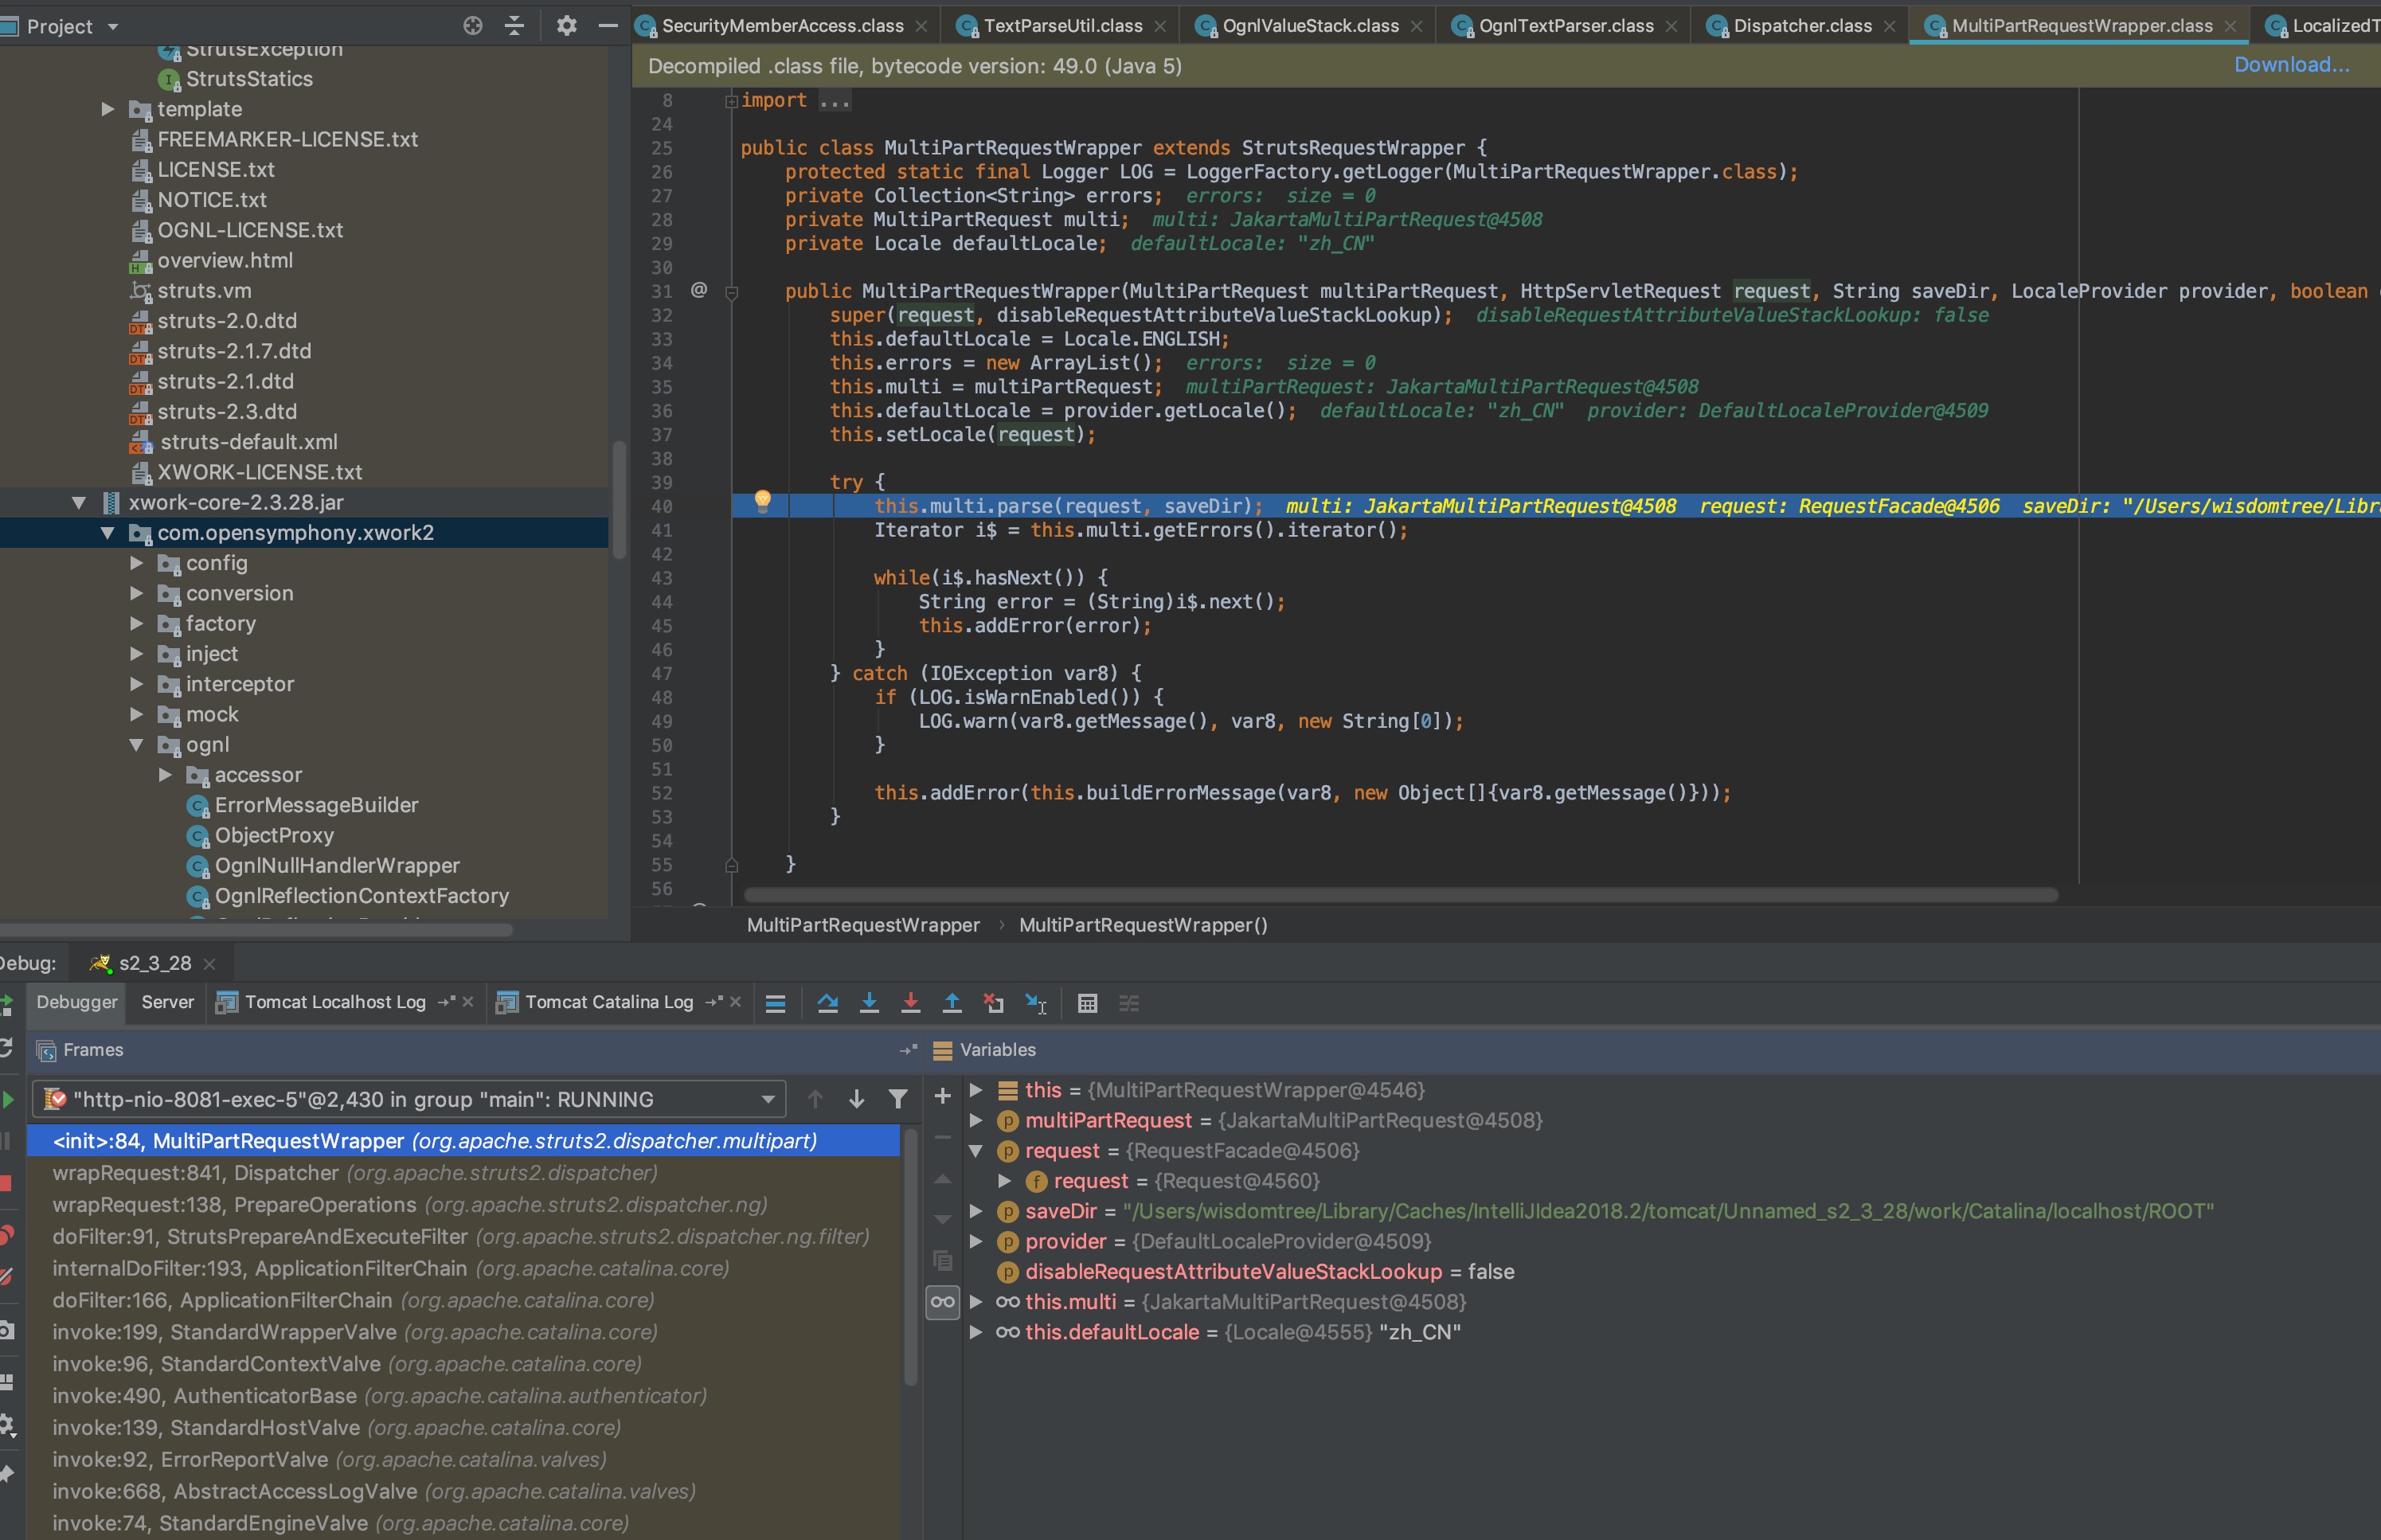 Project
SecurityMemberAccess.class
TextParseUtil.class
OgnlValueStack.class
OgnlTextParser.class
Dispatcher.class
MultiPartRequestWrapper.class
LocalizedT
StrutsException
StrutsStatics
template
FREEMARKER-LICENSE.txt
LICENSE.txt
NOTICE.txt
OGNL-LICENSE.txt
overview.html
struts.vm
struts-2.0.dtd
struts-2.1.7.dtd
struts-2.1.dtd
struts-2.3.dtd
struts-default.xml
XWORK-LICENSE.txt
xwork-core-2.3.28.jar
com.opensymphony.xwork2
config
conversion
factory
inject
interceptor
mock
ognl
accessor
ErrorMessageBuilder
ObjectProxy
OgnlNullHandlerWrapper
OgnlReflectionContextFactory
Decompiled .class file, bytecode version: 49.0 (Java 5)
Download...
8 import ...
24
25 public class MultiPartRequestWrapper extends StrutsRequestWrapper {
26 protected static final Logger LOG = LoggerFactory.getLogger(MultiPartRequestWrapper.class);
27 private Collection<String> errors; errors: size = 0
28 private MultiPartRequest multi; multi: JakartaMultiPartRequest@4508
29 private Locale defaultLocale; defaultLocale: "zh_CN"
30
31 @ public MultiPartRequestWrapper(MultiPartRequest multiPartRequest, HttpServletRequest request, String saveDir, LocaleProvider provider, boolean
32 super(request, disableRequestAttributeValueStackLookup); disableRequestAttributeValueStackLookup: false
33 this.defaultLocale = Locale.ENGLISH;
34 this.errors = new ArrayList(); errors: size = 0
35 this.multi = multiPartRequest; multiPartRequest: JakartaMultiPartRequest@4508
36 this.defaultLocale = provider.getLocale(); defaultLocale: "zh_CN" provider: DefaultLocaleProvider@4509
37 this.setLocale(request);
38
39 try {
40 this.multi.parse(request, saveDir); multi: JakartaMultiPartRequest@4508 request: RequestFacade@4506 saveDir: "/Users/wisdomtree/Libr
41 Iterator i$ = this.multi.getErrors().iterator();
42
43 while(i$.hasNext()) {
44 String error = (String)i$.next();
45 this.addError(error);
46 }
47 } catch (IOException var8) {
48 if (LOG.isWarnEnabled()) {
49 LOG.warn(var8.getMessage(), var8, new String[0]);
50 }
51
52 this.addError(this.buildErrorMessage(var8, new Object[]{var8.getMessage()}));
53 }
54
55 }
56
MultiPartRequestWrapper › MultiPartRequestWrapper()
Debug: s2_3_28
Debugger
Server
Tomcat Localhost Log
Tomcat Catalina Log
Frames
"http-nio-8081-exec-5"@2,430 in group "main": RUNNING
<init>:84, MultiPartRequestWrapper (org.apache.struts2.dispatcher.multipart)
wrapRequest:841, Dispatcher (org.apache.struts2.dispatcher)
wrapRequest:138, PrepareOperations (org.apache.struts2.dispatcher.ng)
doFilter:91, StrutsPrepareAndExecuteFilter (org.apache.struts2.dispatcher.ng.filter)
internalDoFilter:193, ApplicationFilterChain (org.apache.catalina.core)
doFilter:166, ApplicationFilterChain (org.apache.catalina.core)
invoke:199, StandardWrapperValve (org.apache.catalina.core)
invoke:96, StandardContextValve (org.apache.catalina.core)
invoke:490, AuthenticatorBase (org.apache.catalina.authenticator)
invoke:139, StandardHostValve (org.apache.catalina.core)
invoke:92, ErrorReportValve (org.apache.catalina.valves)
invoke:668, AbstractAccessLogValve (org.apache.catalina.valves)
invoke:74, StandardEngineValve (org.apache.catalina.core)
Variables
this = {MultiPartRequestWrapper@4546}
multiPartRequest = {JakartaMultiPartRequest@4508}
request = {RequestFacade@4506}
request = {Request@4560}
saveDir = "/Users/wisdomtree/Library/Caches/IntelliJIdea2018.2/tomcat/Unnamed_s2_3_28/work/Catalina/localhost/ROOT"
provider = {DefaultLocaleProvider@4509}
disableRequestAttributeValueStackLookup = false
this.multi = {JakartaMultiPartRequest@4508}
this.defaultLocale = {Locale@4555} "zh_CN"